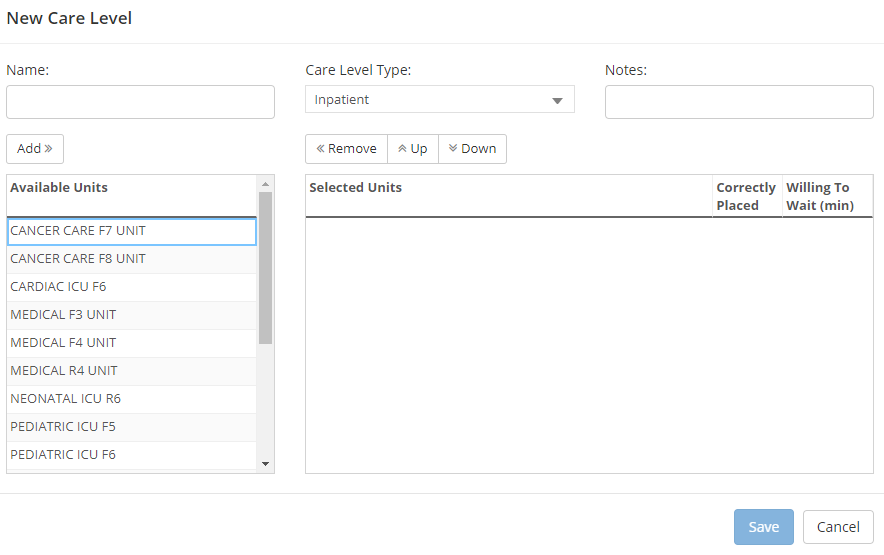 New Care Level
Name:
Care Level Type:
Notes:
Inpatient
Add »
« Remove
Up
Down
Available Units
Selected Units
Correctly
Placed
Willing To
Wait (min)
CANCER CARE F7 UNIT
CANCER CARE F8 UNIT
CARDIAC ICU F6
MEDICAL F3 UNIT
MEDICAL F4 UNIT
MEDICAL R4 UNIT
NEONATAL ICU R6
PEDIATRIC ICU F5
PEDIATRIC ICU F6
Save
Cancel